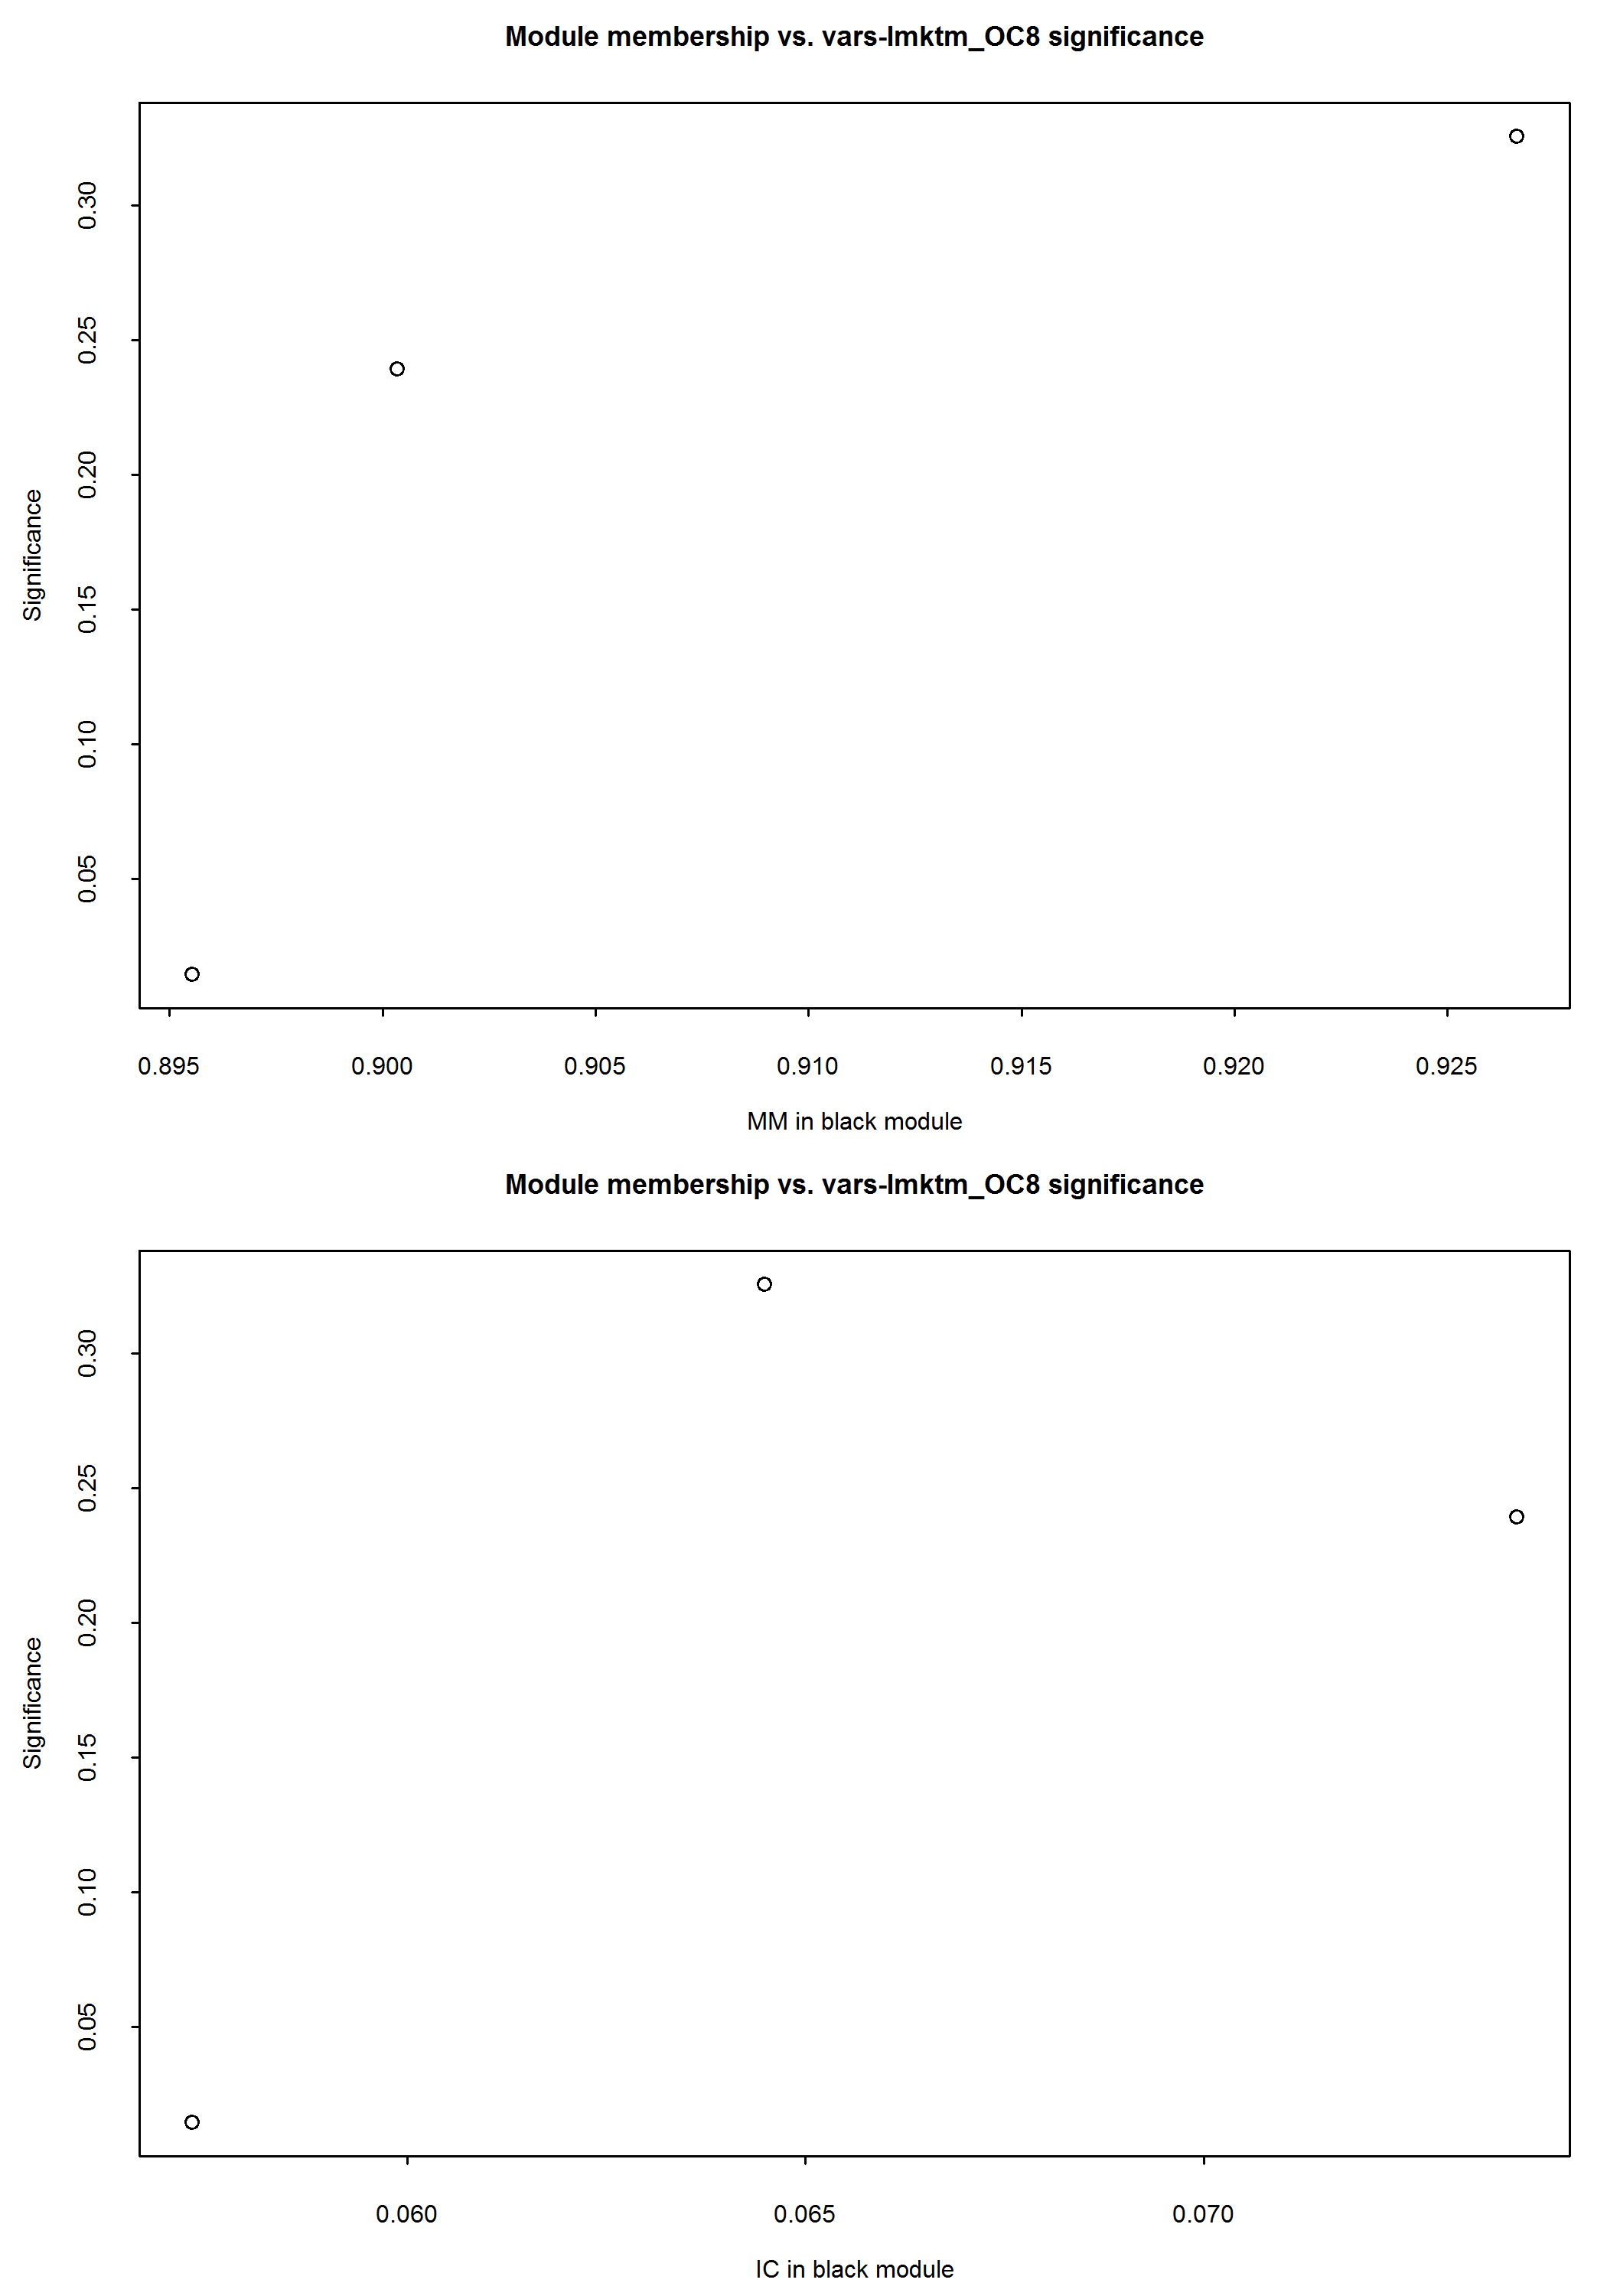 Module membership vs. vars-lmktm_OC8 significance
0.30
0.25
0.20
0.15
0.10
0.05
Significance
0.895 0.900 0.905 0.910 0.915 0.920 0.925
MM in black module
Module membership vs. vars-lmktm_OC8 significance
0.30
0.25
0.20
0.15
0.10
0.05
Significance
0.060 0.065 0.070
IC in black module